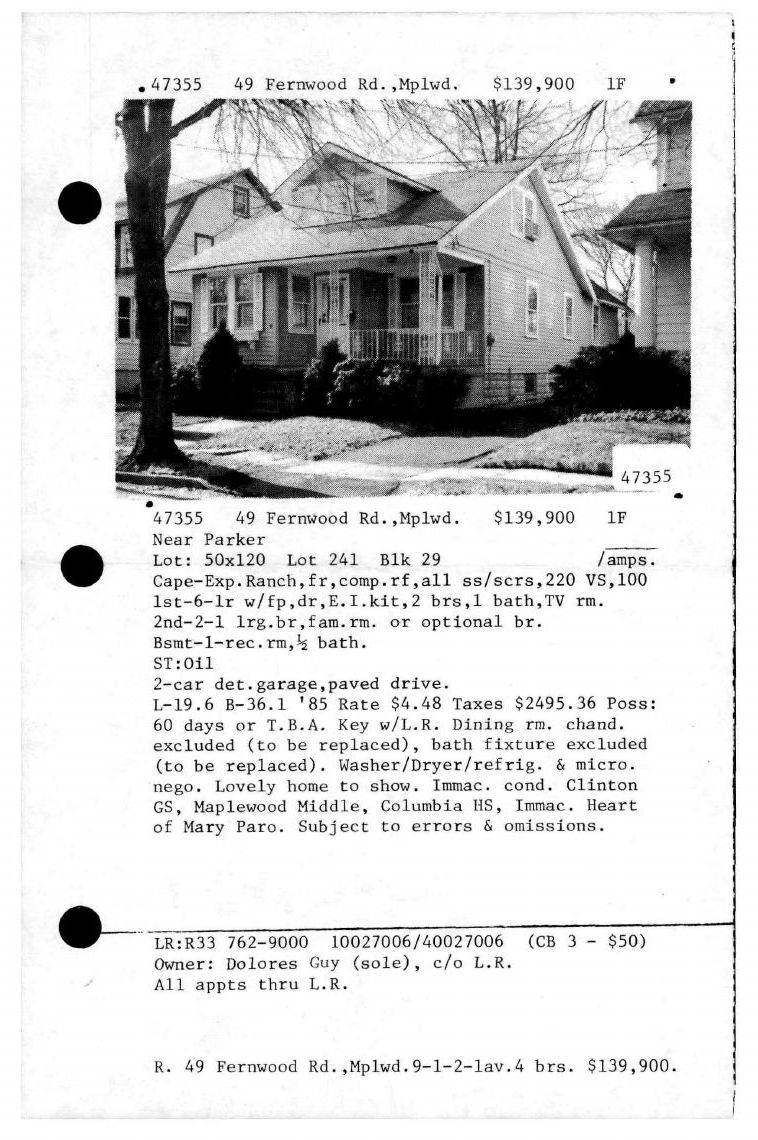 47355 49 Fernwood Rd.,Mplwd. $139,900 1F
47355
47355 49 Fernwood Rd.,Mplwd. $139,900 1F
Near Parker
Lot: 50x120 Lot 241 Blk 29 /amps.
Cape-Exp.Ranch,fr,comp.rf,all ss/scrs,220 VS,100
1st-6-lr w/fp,dr,E.I.kit,2 brs,1 bath,TV rm.
2nd-2-1 lrg.br,fam.rm. or optional br.
Bsmt-1-rec.rm,½ bath.
ST:Oil
2-car det.garage,paved drive.
L-19.6 B-36.1 '85 Rate $4.48 Taxes $2495.36 Poss:
60 days or T.B.A. Key w/L.R. Dining rm. chand.
excluded (to be replaced), bath fixture excluded
(to be replaced). Washer/Dryer/refrig. & micro.
nego. Lovely home to show. Immac. cond. Clinton
GS, Maplewood Middle, Columbia HS, Immac. Heart
of Mary Paro. Subject to errors & omissions.
LR:R33 762-9000 10027006/40027006 (CB 3 - $50)
Owner: Dolores Guy (sole), c/o L.R.
All appts thru L.R.
R. 49 Fernwood Rd.,Mplwd.9-1-2-1av.4 brs. $139,900.